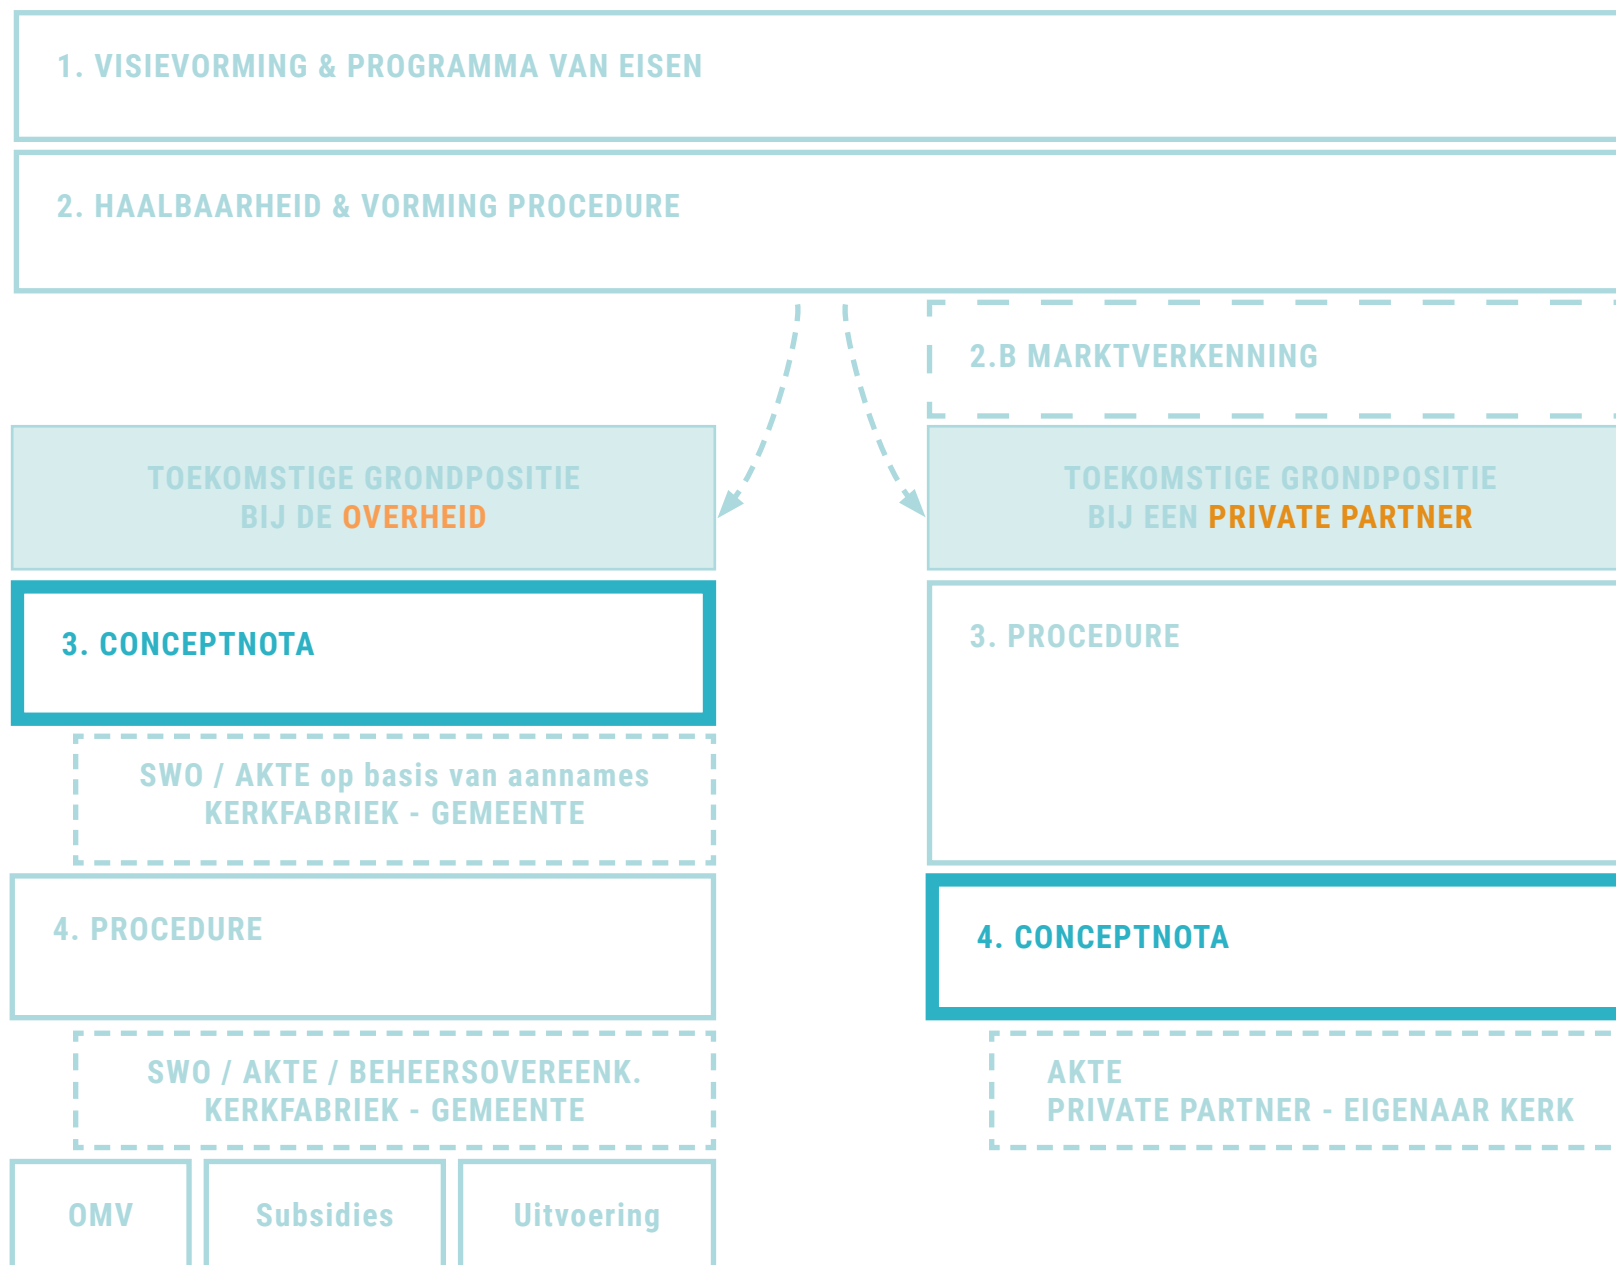 1. VISIEVORMING & PROGRAMMA VAN EISEN
2. HAALBAARHEID & VORMING PROCEDURE
2.B MARKTVERKENNING
TOEKOMSTIGE GRONDPOSITIE
BIJ DE OVERHEID
TOEKOMSTIGE GRONDPOSITIE
BIJ EEN PRIVATE PARTNER
3. CONCEPTNOTA
3. PROCEDURE
SWO / AKTE op basis van aannames
KERKFABRIEK - GEMEENTE
4. PROCEDURE
4. CONCEPTNOTA
SWO / AKTE / BEHEERSOVEREENK.
KERKFABRIEK - GEMEENTE
AKTE
PRIVATE PARTNER - EIGENAAR KERK
OMV
Subsidies
Uitvoering